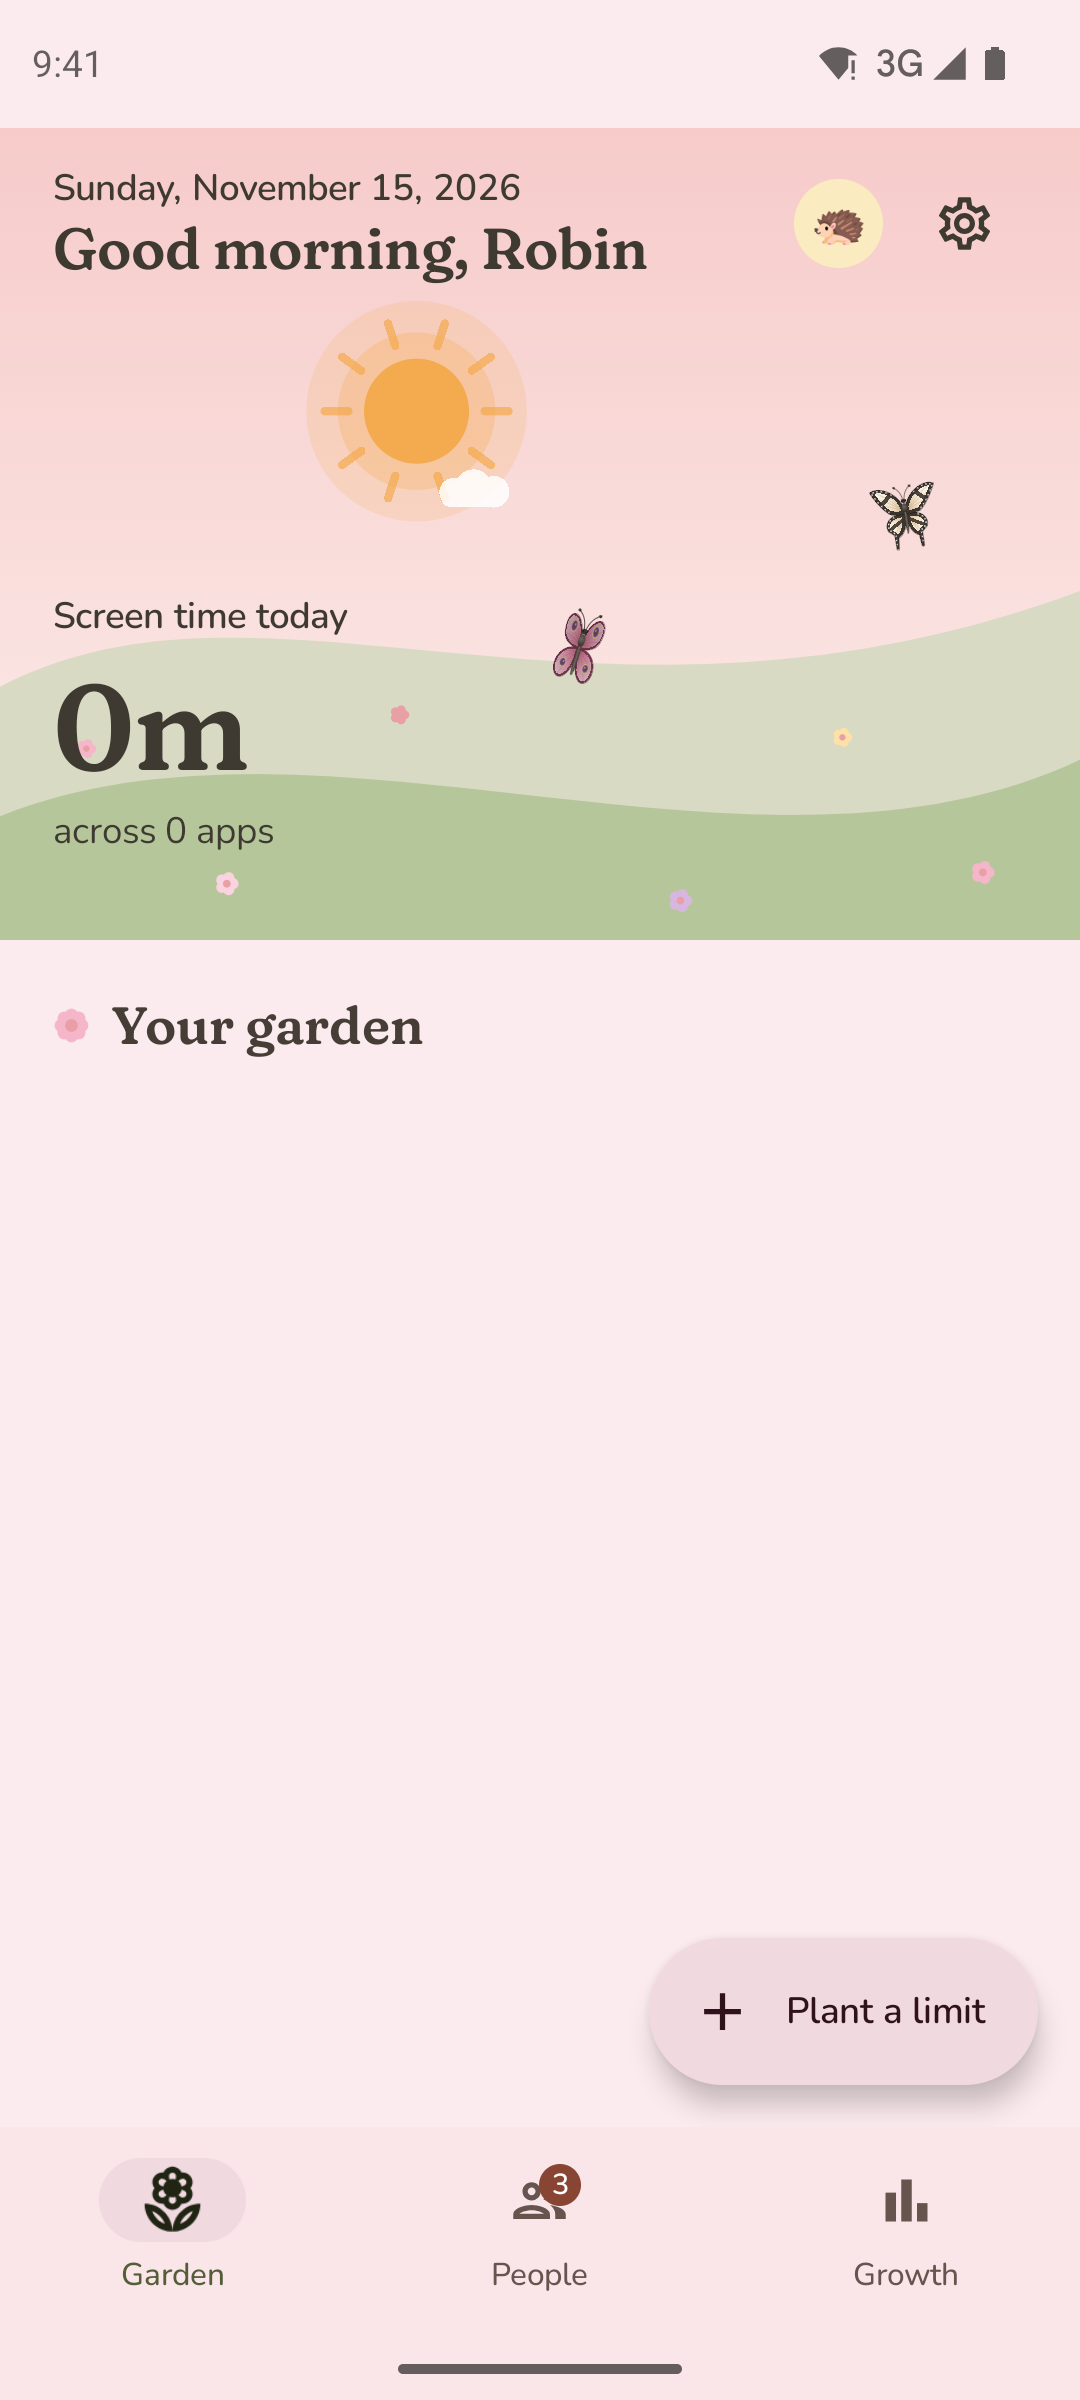 9:41
3G
Sunday, November 15, 2026
Good morning, Robin
Screen time today
0m
across 0 apps
Your garden
Plant a limit
3
Garden
People
Growth